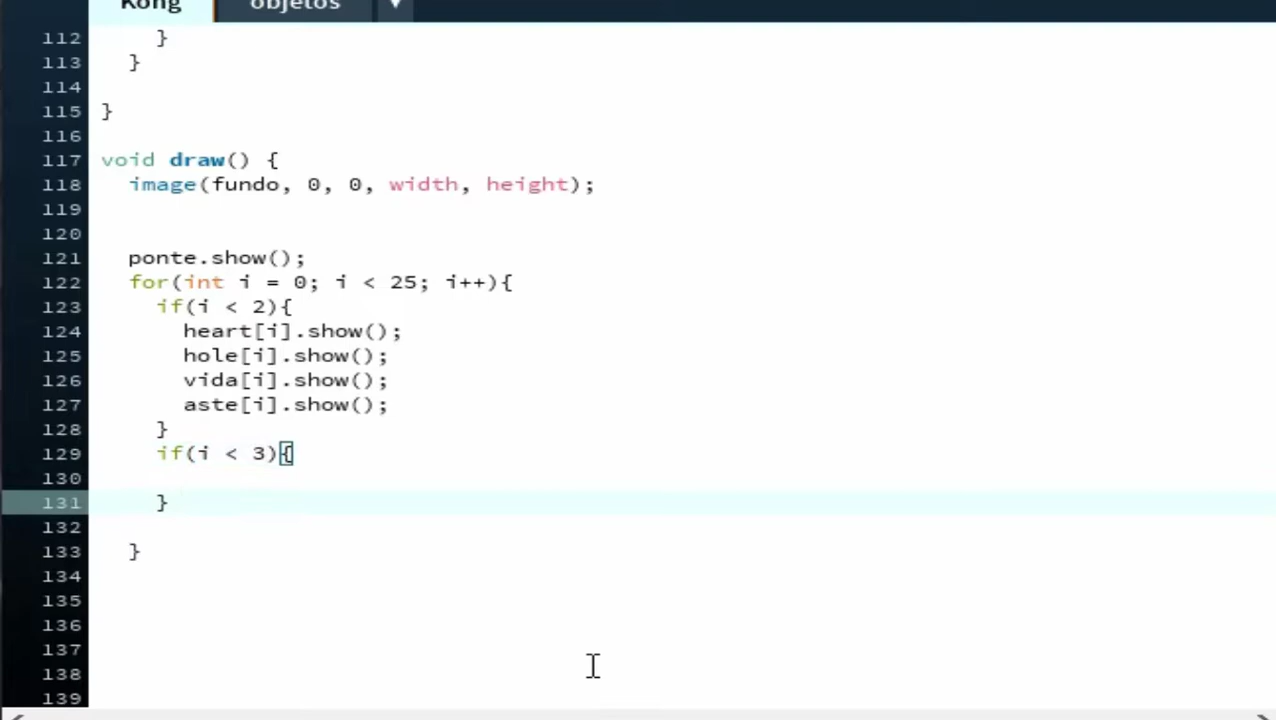 Kong objetos ▼
112 }
113 }
114
115 }
116
117 void draw() {
118 image(fundo, 0, 0, width, height);
119
120
121 ponte.show();
122 for(int i = 0; i < 25; i++){
123 if(i < 2){
124 heart[i].show();
125 hole[i].show();
126 vida[i].show();
127 aste[i].show();
128 }
129 if(i < 3){
130
131 }
132
133 }
134
135
136
137
138
139